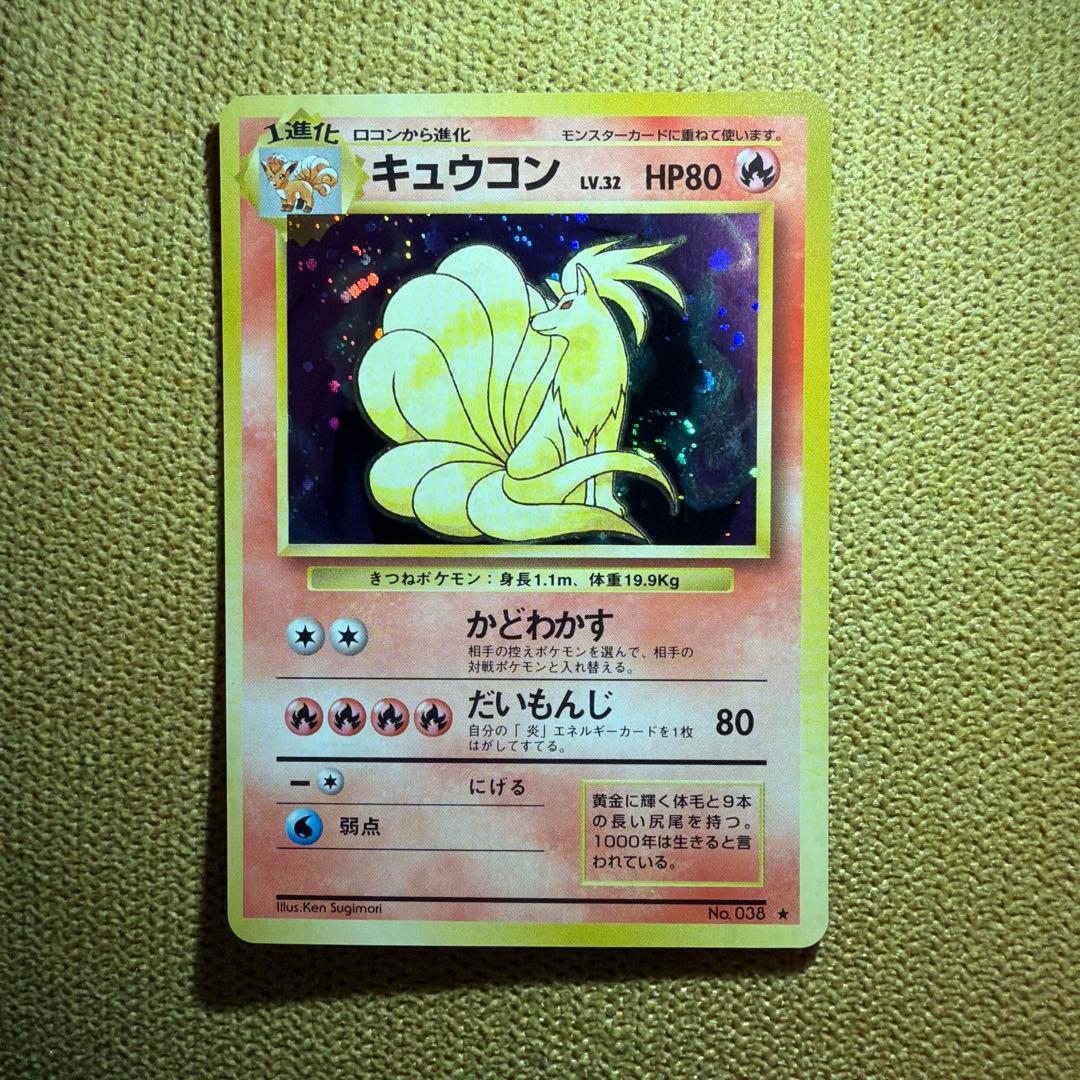 1進化 ロコンから進化 モンスターカードに重ねて使います。
キュウコン LV.32 HP80
きつねポケモン：身長1.1m、体重19.9Kg
かどわかす
相手の控えポケモンを選んで、相手の
対戦ポケモンと入れ替える。
だいもんじ 80
自分の「炎」エネルギーカードを1枚
はがしてすてる。
ー にげる
弱点
黄金に輝く体毛と9本
の長い尻尾を持つ。
1000年は生きると言
われている。
Illus.Ken Sugimori No. 038 ★